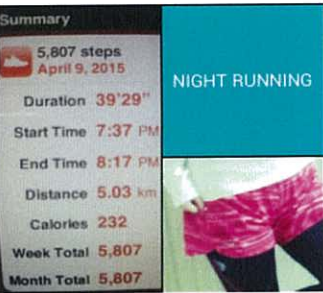 Summary
5,807 steps
April 9, 2015
Duration 39'29"
Start Time 7:37 PM
End Time 8:17 PM
Distance 5.03 km
Calories 232
Week Total 5,807
Month Total 5,807
NIGHT RUNNING